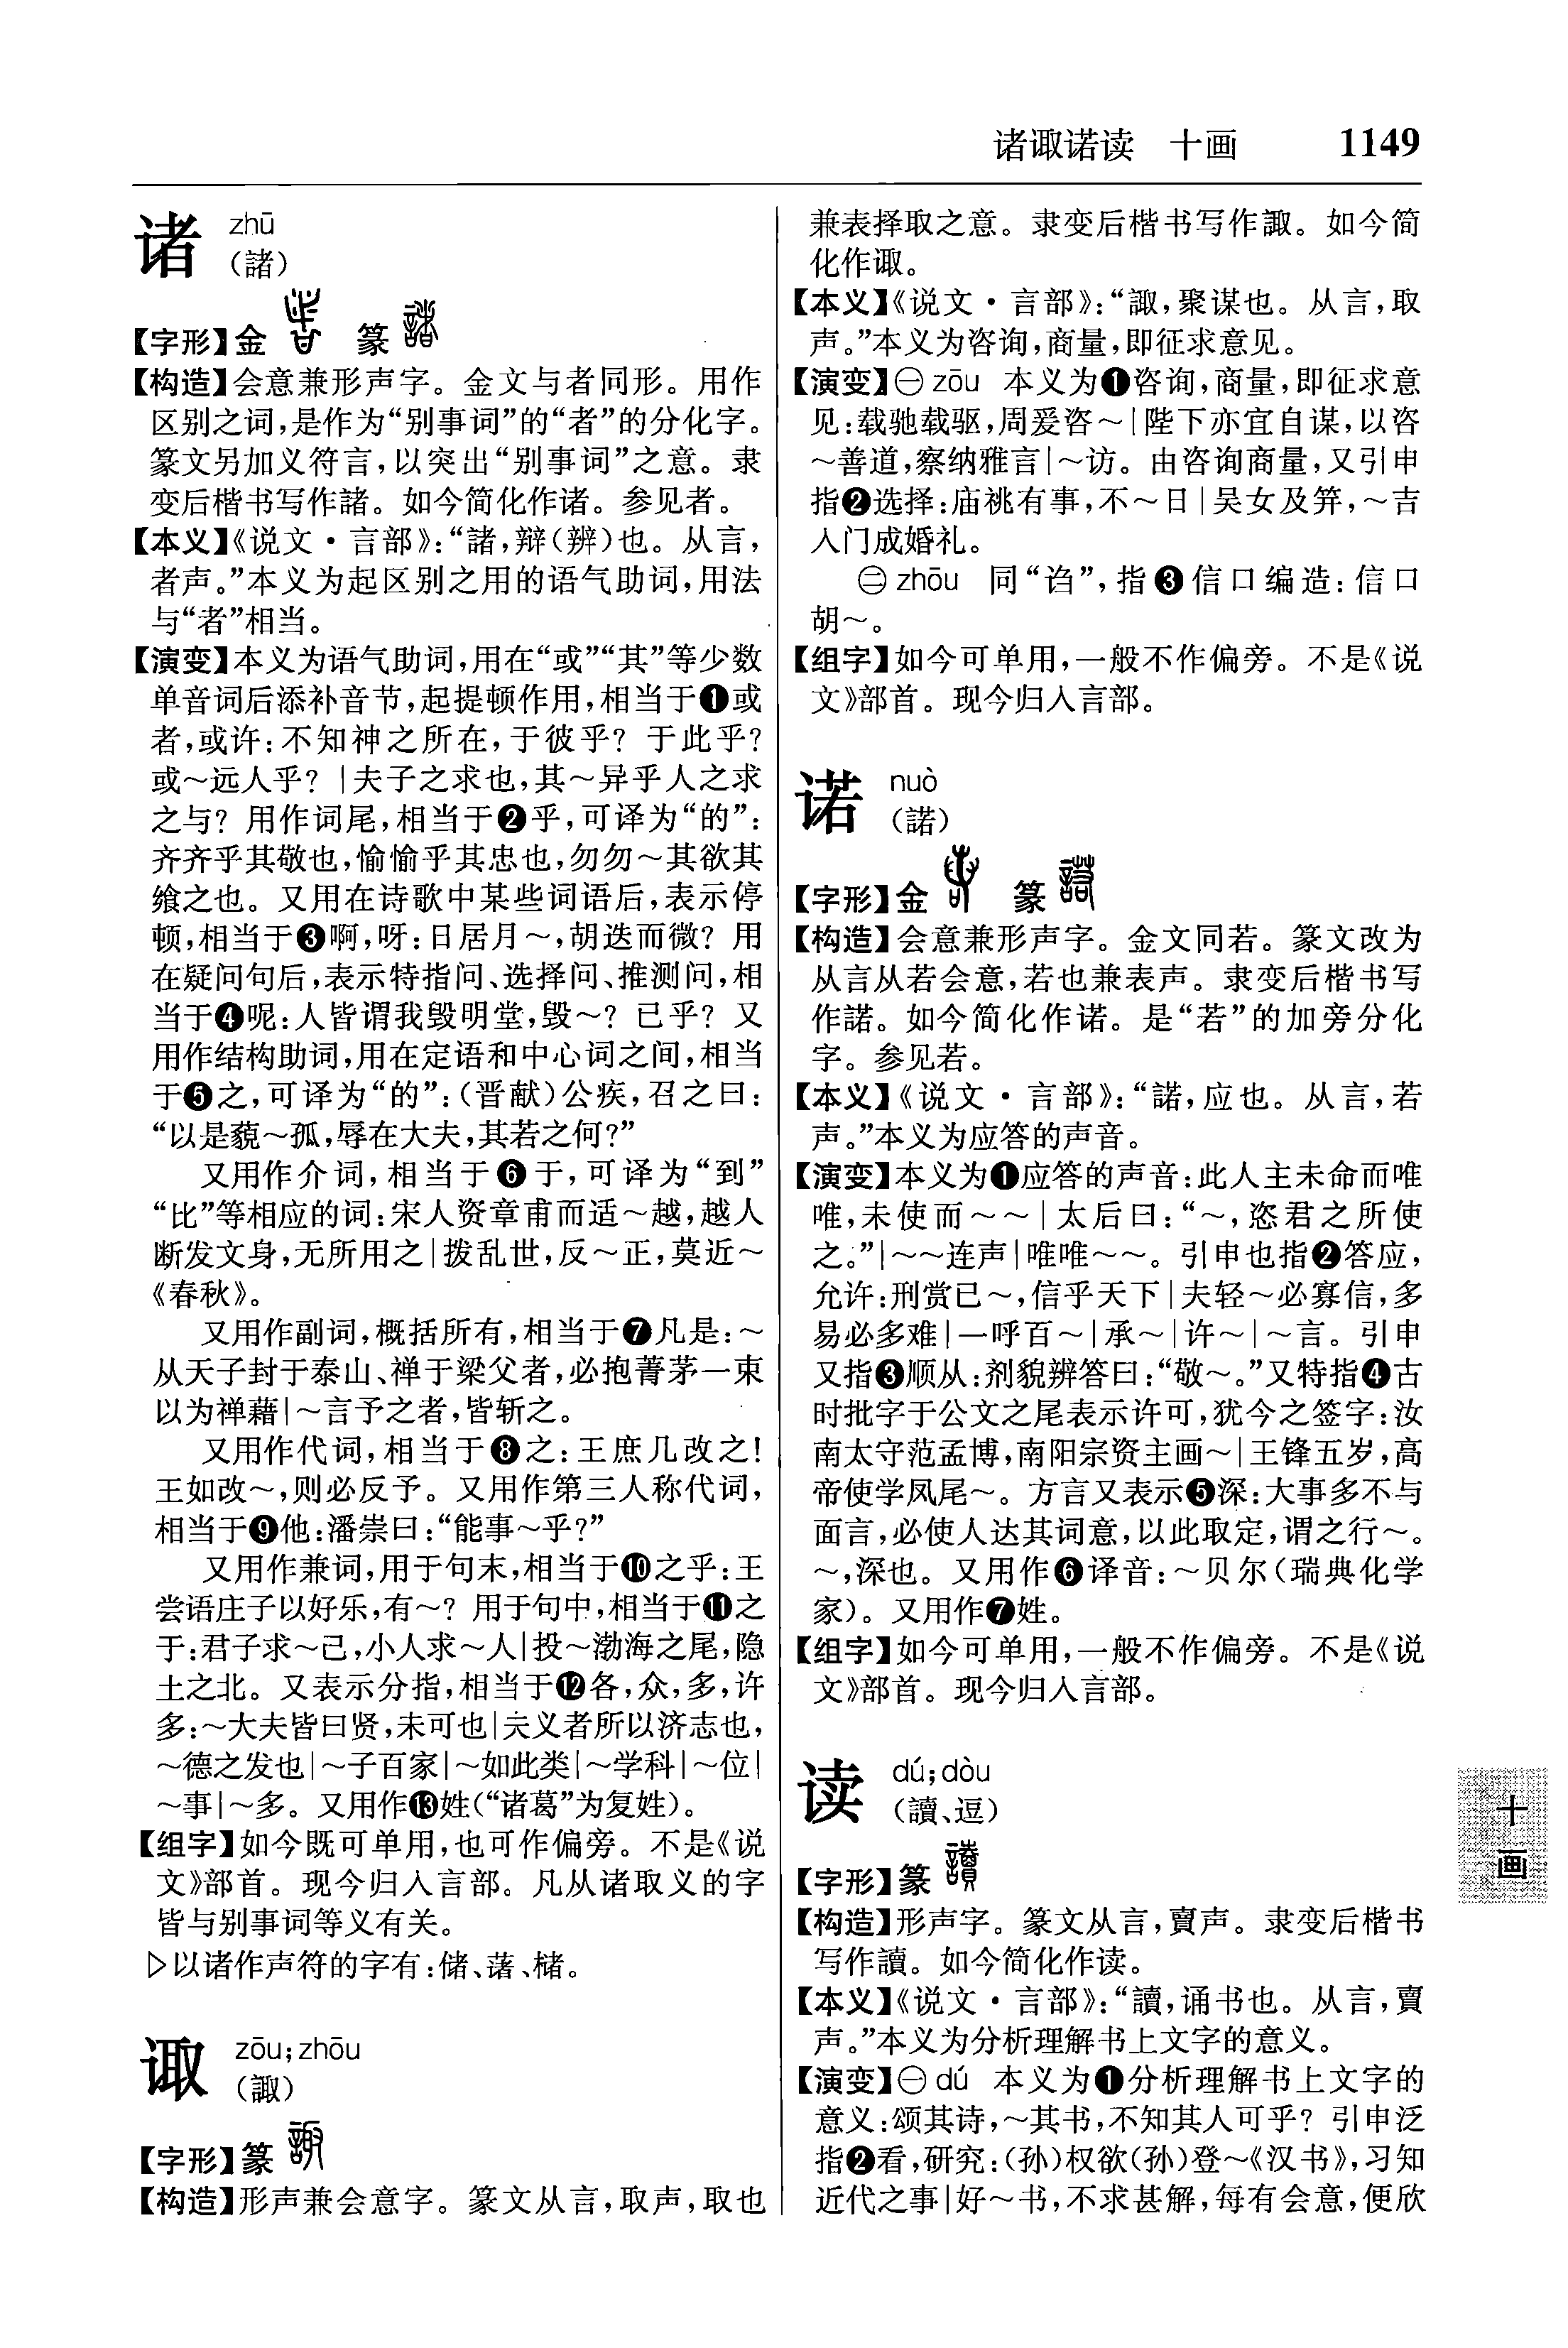 诸诹诺读　十画　1149
诸 zhū
（諸）
【字形】金　篆
【构造】会意兼形声字。金文与者同形。用作
区别之词，是作为“别事词”的“者”的分化字。
篆文另加义符言，以突出“别事词”之意。隶
变后楷书写作諸。如今简化作诸。参见者。
【本义】《说文·言部》：“諸，辩（辨）也。从言，
者声。”本义为起区别之用的语气助词，用法
与“者”相当。
【演变】本义为语气助词，用在“或”“其”等少数
单音词后添补音节，起提顿作用，相当于❶或
者，或许：不知神之所在，于彼乎？于此乎？
或～远人乎？|夫子之求也，其～异乎人之求
之与？用作词尾，相当于❷乎，可译为“的”：
齐齐乎其敬也，愉愉乎其忠也，勿勿～其欲其
飨之也。又用在诗歌中某些词语后，表示停
顿，相当于❸啊，呀：日居月～，胡迭而微？用
在疑问句后，表示特指问、选择问、推测问，相
当于❹呢：人皆谓我毁明堂，毁～？已乎？又
用作结构助词，用在定语和中心词之间，相当
于❺之，可译为“的”：（晋献）公疾，召之曰：
“以是藐～孤，辱在大夫，其若之何？”
又用作介词，相当于❻于，可译为“到”
“比”等相应的词：宋人资章甫而适～越，越人
断发文身，无所用之|拨乱世，反～正，莫近～
《春秋》。
又用作副词，概括所有，相当于❼凡是：～
从天子封于泰山、禅于梁父者，必抱菁茅一束
以为禅藉|～言予之者，皆斩之。
又用作代词，相当于❽之：王庶几改之！
王如改～，则必反予。又用作第三人称代词，
相当于❾他：潘崇曰：“能事～乎？”
又用作兼词，用于句末，相当于❿之乎：王
尝语庄子以好乐，有～？用于句中，相当于⓫之
于：君子求～己，小人求～人|投～渤海之尾，隐
土之北。又表示分指，相当于⓬各，众，多，许
多：～大夫皆曰贤，未可也|夫义者所以济志也，
～德之发也|～子百家|～如此类|～学科|～位|
～事|～多。又用作⓭姓（“诸葛”为复姓）。
【组字】如今既可单用，也可作偏旁。不是《说
文》部首。现今归入言部。凡从诸取义的字
皆与别事词等义有关。
▷以诸作声符的字有：储、藷、櫧。
诹 zōu；zhōu
（諏）
【字形】篆
【构造】形声兼会意字。篆文从言，取声，取也
兼表择取之意。隶变后楷书写作諏。如今简
化作诹。
【本义】《说文·言部》：“諏，聚谋也。从言，取
声。”本义为咨询，商量，即征求意见。
【演变】㊀ zōu　本义为❶咨询，商量，即征求意
见：载驰载驱，周爰咨～|陛下亦宜自谋，以咨
～善道，察纳雅言|～访。由咨询商量，又引申
指❷选择：庙祧有事，不～日|吴女及笄，～吉
入门成婚礼。
㊁ zhōu　同“诌”，指❸信口编造：信口
胡～。
【组字】如今可单用，一般不作偏旁。不是《说
文》部首。现今归入言部。
诺 nuò
（諾）
【字形】金　篆
【构造】会意兼形声字。金文同若。篆文改为
从言从若会意，若也兼表声。隶变后楷书写
作諾。如今简化作诺。是“若”的加旁分化
字。参见若。
【本义】《说文·言部》：“諾，应也。从言，若
声。”本义为应答的声音。
【演变】本义为❶应答的声音：此人主未命而唯
唯，未使而～～|太后曰：“～，恣君之所使
之。”|～～连声|唯唯～～。引申也指❷答应，
允许：刑赏已～，信乎天下|夫轻～必寡信，多
易必多难|一呼百～|承～|许～|～言。引申
又指❸顺从：剂貌辨答曰：“敬～。”又特指❹古
时批字于公文之尾表示许可，犹今之签字：汝
南太守范孟博，南阳宗资主画～|王锋五岁，高
帝使学凤尾～。方言又表示❺深：大事多不与
面言，必使人达其词意，以此取定，谓之行～。
～，深也。又用作❻译音：～贝尔（瑞典化学
家）。又用作❼姓。
【组字】如今可单用，一般不作偏旁。不是《说
文》部首。现今归入言部。
读 dú；dòu
（讀、逗）
【字形】篆
【构造】形声字。篆文从言，賣声。隶变后楷书
写作讀。如今简化作读。
【本义】《说文·言部》：“讀，诵书也。从言，賣
声。”本义为分析理解书上文字的意义。
【演变】㊀ dú　本义为❶分析理解书上文字的
意义：颂其诗，～其书，不知其人可乎？引申泛
指❷看，研究：（孙）权欲（孙）登～《汉书》，习知
近代之事|好～书，不求甚解，每有会意，便欣
十画